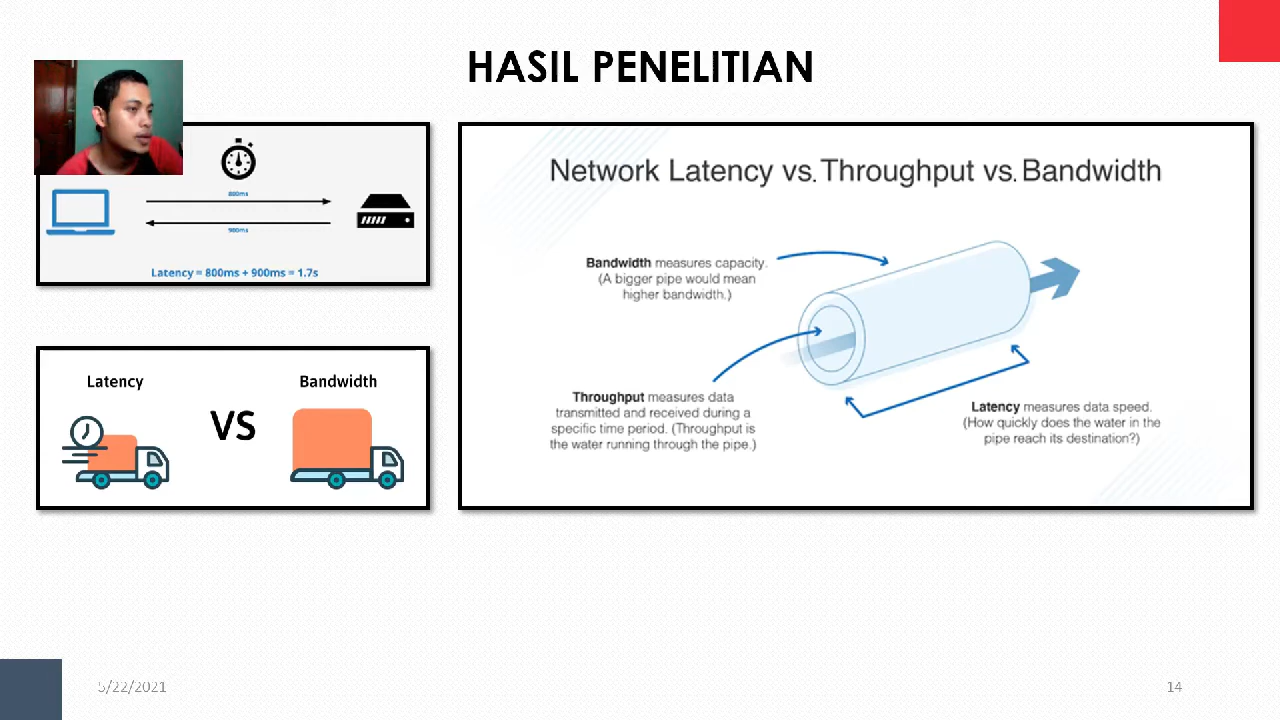 HASIL PENELITIAN
800ms
900ms
Latency = 800ms + 900ms = 1.7s
Latency
VS
Bandwidth
Network Latency vs. Throughput vs. Bandwidth
Bandwidth measures capacity.
(A bigger pipe would mean
higher bandwidth.)
Throughput measures data
transmitted and received during a
specific time period. (Throughput is
the water running through the pipe.)
Latency measures data speed.
(How quickly does the water in the
pipe reach its destination?)
5/22/2021
14